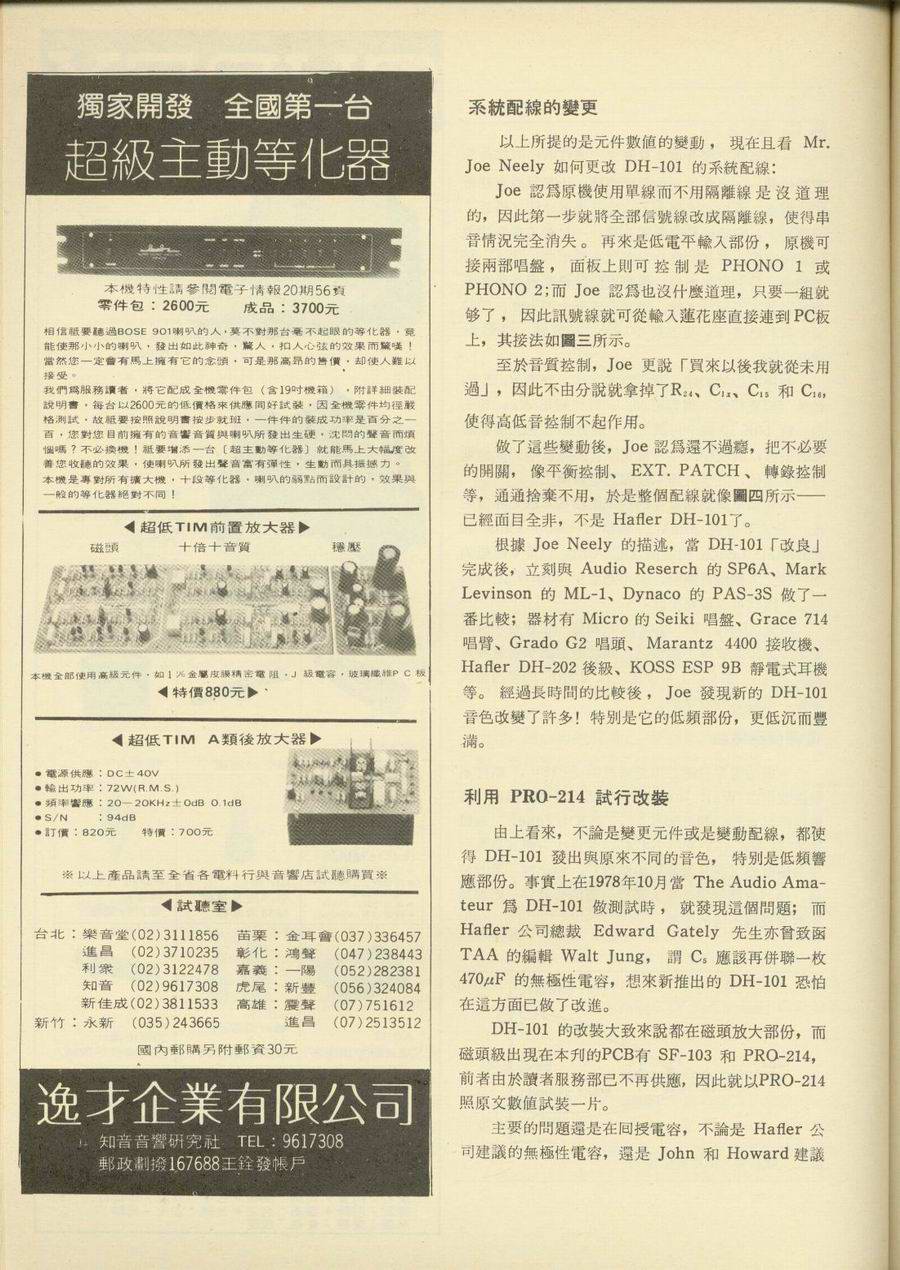 獨家開發　全國第一台
超級主動等化器
本機特性請參閱電子情報20期56頁
零件包：2600元　　成品：3700元
相信祗要聽過BOSE 901喇叭的人，莫不對那台毫不起眼的等化器，竟
能使那小小的喇叭，發出如此神奇，驚人，扣人心弦的效果而驚嘆！
當然您一定會有馬上擁有它的念頭，可是那高昂的售價，却使人難以
接受。
我們爲服務讀者，將它配成全機零件包（含19吋機箱），附詳細裝配
說明書，每台以2600元的低價格來供應同好試裝，因全機零件均徑嚴
格測試，故祗要按照說明書按步就班，一件件的裝成功率是百分之一
百，您對您目前擁有的音響音質與喇叭所發出生硬，沈悶的聲音而煩
惱嗎？不必換機！祗要增添一台〔超主動等化器〕就能馬上大幅度改
善您收聽的效果，使喇叭所發出聲音富有彈性，生動而具振撼力。
本機是專對所有擴大機，十段等化器、喇叭的弱點而設計的，效果與
一般的等化器絕對不同！
◀超低TIM前置放大器▶
磁頭　　十倍十音質　　穩壓
本機全部使用高級元件，如1％金屬皮膜精密電阻，J 級電容，玻璃纖維P C 板
◀特價880元▶
◀超低TIM　A類後放大器▶
●電源供應：DC±40V
●輸出功率：72W(R.M.S.)
●頻率響應：20－20KHz±0dB 0.1dB
●S/N　　：94dB
●訂價：820元　　特價：700元
※以上產品請至全省各電料行與音響店試聽購買※
◀試聽室▶
台北：樂音堂(02)3111856　苗栗：金耳會(037)336457
進昌　(02)3710235　彰化：鴻聲　(047)238443
利衆　(02)3122478　嘉義：一陽　(052)282381
知音　(02)9617308　虎尾：新豐　(056)324084
新佳成(02)3811533　高雄：震聲　(07)751612
新竹：永新　(035)243665　　　進昌　(07)2513512
國內郵購另附郵資30元
逸才企業有限公司
知音音響研究社　TEL：9617308
郵政劃撥167688王銓發帳戶
系統配線的變更
以上所提的是元件數值的變動，現在且看 Mr.
Joe Neely 如何更改 DH-101 的系統配線：
Joe 認爲原機使用單線而不用隔離線是沒道理
的，因此第一步就將全部信號線改成隔離線，使得串
音情況完全消失。再來是低電平輸入部份，原機可
接兩部唱盤，面板上則可控制是 PHONO 1 或
PHONO 2;而 Joe 認爲也沒什麼道理，只要一組就
够了，因此訊號線就可從輸入蓮花座直接連到PC板
上，其接法如圖三所示。
至於音質控制，Joe 更說「買來以後我就從未用
過」，因此不由分說就拿掉了R₂₄、C₁ₐ、C₁₅ 和 C₁₆,
使得高低音控制不起作用。
做了這些變動後，Joe 認爲還不過癮，把不必要
的開關，像平衡控制、EXT. PATCH、轉錄控制
等，通通捨棄不用，於是整個配線就像圖四所示——
已經面目全非，不是 Hafler DH-101了。
根據 Joe Neely 的描述，當 DH-101「改良」
完成後，立刻與 Audio Reserch 的 SP6A、Mark
Levinson 的 ML-1、Dynaco 的 PAS-3S 做了一
番比較；器材有 Micro 的 Seiki 唱盤、Grace 714
唱臂、Grado G2 唱頭、Marantz 4400 接收機、
Hafler DH-202 後級、KOSS ESP 9B 靜電式耳機
等。經過長時間的比較後，Joe 發現新的 DH-101
音色改變了許多！特別是它的低頻部份，更低沉而豐
滿。
利用 PRO-214 試行改裝
由上看來，不論是變更元件或是變動配線，都使
得 DH-101 發出與原來不同的音色，特別是低頻響
應部份。事實上在1978年10月當 The Audio Ama-
teur 爲 DH-101 做測試時，就發現這個問題；而
Hafler 公司總裁 Edward Gately 先生亦曾致函
TAA 的編輯 Walt Jung, 謂 C₈ 應該再併聯一枚
470μF 的無極性電容，想來新推出的 DH-101 恐怕
在這方面已做了改進。
DH-101 的改裝大致來說都在磁頭放大部份，而
磁頭級出現在本刋的PCB有 SF-103 和 PRO-214,
前者由於讀者服務部已不再供應，因此就以PRO-214
照原文數值試裝一片。
主要的問題還是在回授電容，不論是 Hafler 公
司建議的無極性電容，還是 John 和 Howard 建議